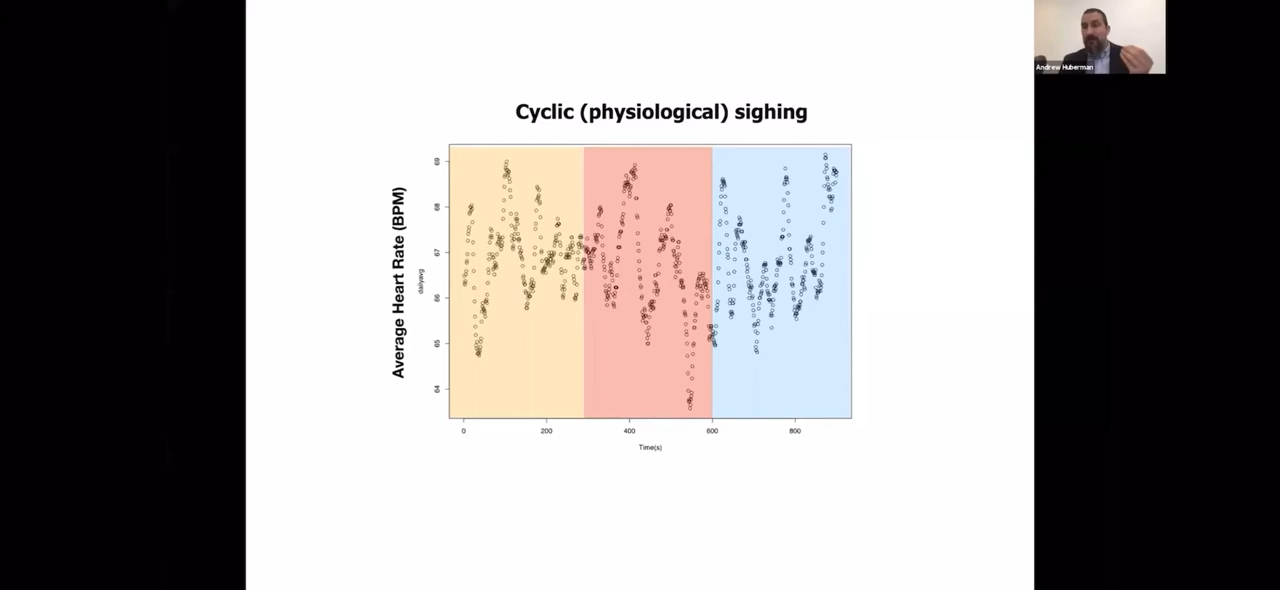 Andrew Huberman
Cyclic (physiological) sighing
Average Heart Rate (BPM)
dailyavg
69
68
67
66
65
64
0 200 400 600 800
Time(s)